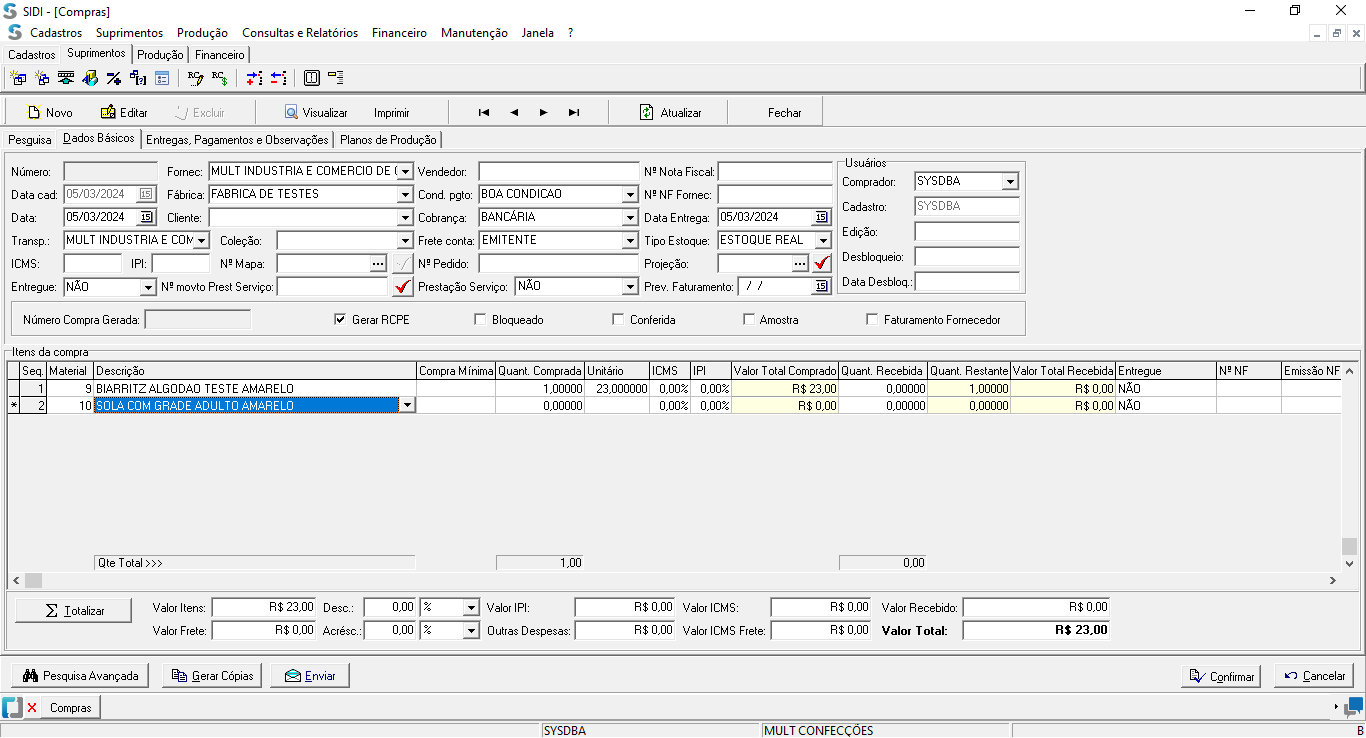 SIDI - [Compras]
Cadastros Suprimentos Produção Consultas e Relatórios Financeiro Manutenção Janela ?
Cadastros Suprimentos Produção Financeiro
Novo Editar Excluir Visualizar Imprimir Atualizar Fechar
Pesquisa Dados Básicos Entregas, Pagamentos e Observações Planos de Produção
Usuários
Número: Fornec: MULT INDUSTRIA E COMERCIO DE ( Vendedor: Nº Nota Fiscal:
Comprador: SYSDBA
Data cad: 05/03/2024 15 Fábrica: FABRICA DE TESTES Cond. pgto: BOA CONDICAO Nº NF Fornec:
Cadastro: SYSDBA
Data: 05/03/2024 15 Cliente: Cobrança: BANCÁRIA Data Entrega: 05/03/2024 15
Edição:
Transp.: MULT INDUSTRIA E COM Coleção: Frete conta: EMITENTE Tipo Estoque: ESTOQUE REAL
Desbloqueio:
ICMS: IPI: Nº Mapa: ... Nº Pedido: Projeção: ...
Data Desbloq.:
Entregue: NÃO Nº movto Prest Serviço: Prestação Serviço: NÃO Prev. Faturamento: / / 15
Número Compra Gerada: Gerar RCPE Bloqueado Conferida Amostra Faturamento Fornecedor
Itens da compra
Seq. Material Descrição Compra Mínima Quant. Comprada Unitário ICMS IPI Valor Total Comprado Quant. Recebida Quant. Restante Valor Total Recebida Entregue Nº NF Emissão NF
1 9 BIARRITZ ALGODAO TESTE AMARELO 1,00000 23,000000 0,00% 0,00% R$ 23,00 0,00000 1,00000 R$ 0,00 NÃO
* 2 10 SOLA COM GRADE ADULTO AMARELO 0,00000 0,00% 0,00% R$ 0,00 0,00000 0,00000 R$ 0,00 NÃO
Qte Total >>> 1,00 0,00
Σ Totalizar Valor Itens: R$ 23,00 Desc.: 0,00 % Valor IPI: R$ 0,00 Valor ICMS: R$ 0,00 Valor Recebido: R$ 0,00
Valor Frete: R$ 0,00 Acrésc.: 0,00 % Outras Despesas: R$ 0,00 Valor ICMS Frete: R$ 0,00 Valor Total: R$ 23,00
Pesquisa Avançada Gerar Cópias Enviar Confirmar Cancelar
Compras
SYSDBA MULT CONFECÇÕES B